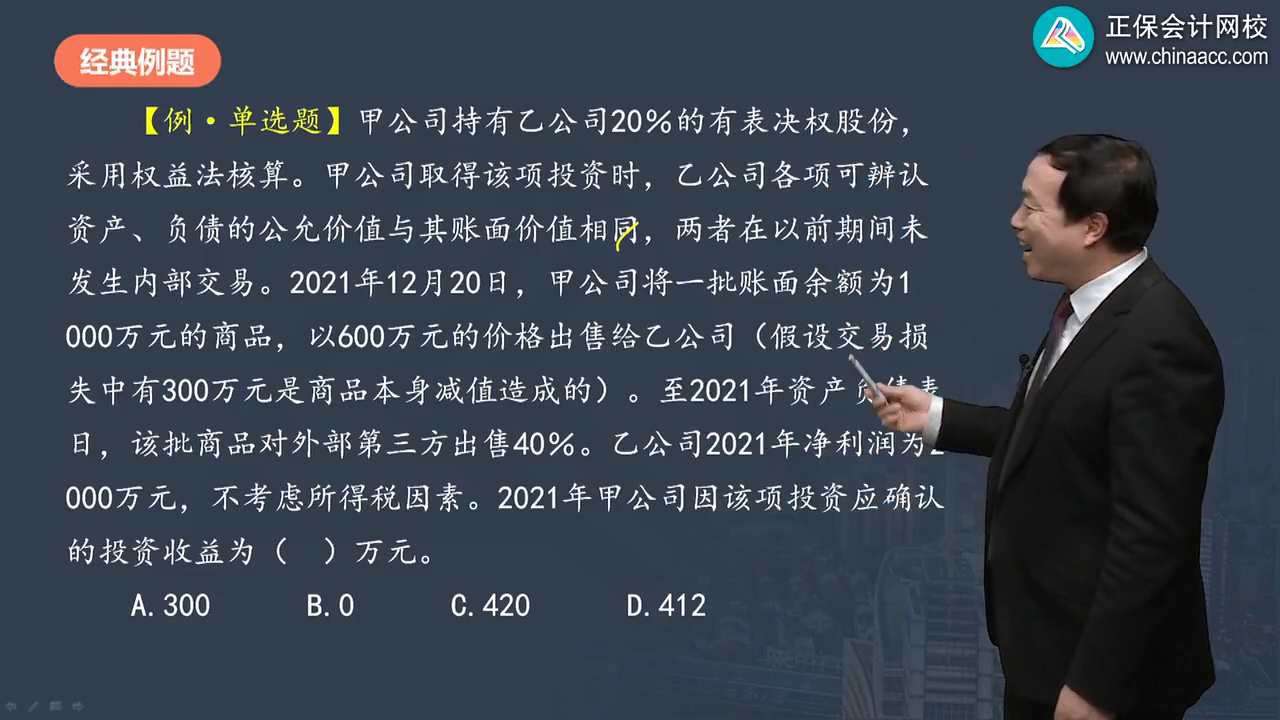 正保会计网校
www.chinaacc.com
经典例题
【例·单选题】甲公司持有乙公司20%的有表决权股份，
采用权益法核算。甲公司取得该项投资时，乙公司各项可辨认
资产、负债的公允价值与其账面价值相同，两者在以前期间未
发生内部交易。2021年12月20日，甲公司将一批账面余额为1
000万元的商品，以600万元的价格出售给乙公司（假设交易损
失中有300万元是商品本身减值造成的）。至2021年资产负债表
日，该批商品对外部第三方出售40%。乙公司2021年净利润为2
000万元，不考虑所得税因素。2021年甲公司因该项投资应确认
的投资收益为（ ）万元。
A.300 B.0 C.420 D.412